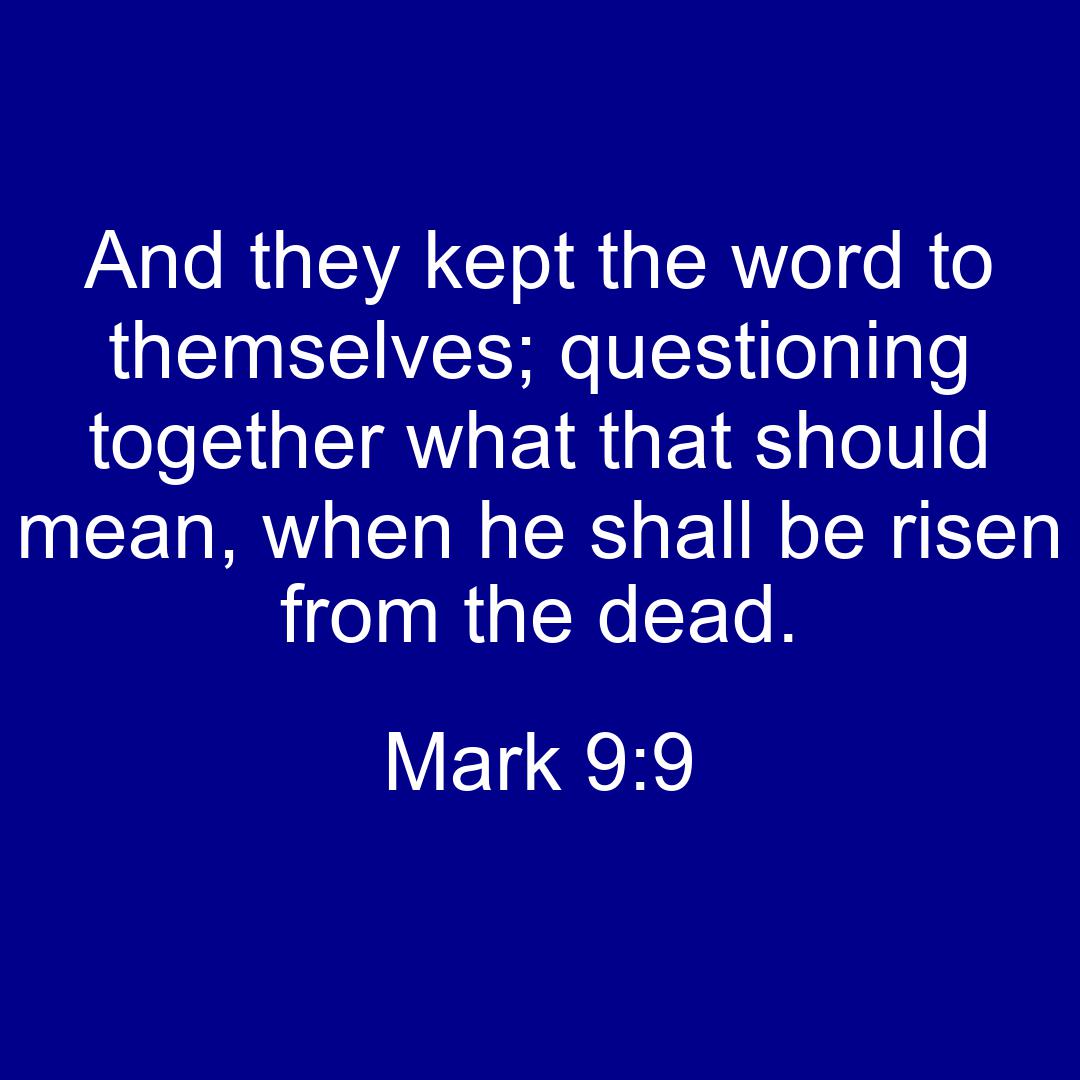 And they kept the word to
themselves; questioning
together what that should
mean, when he shall be risen
from the dead.
Mark 9:9